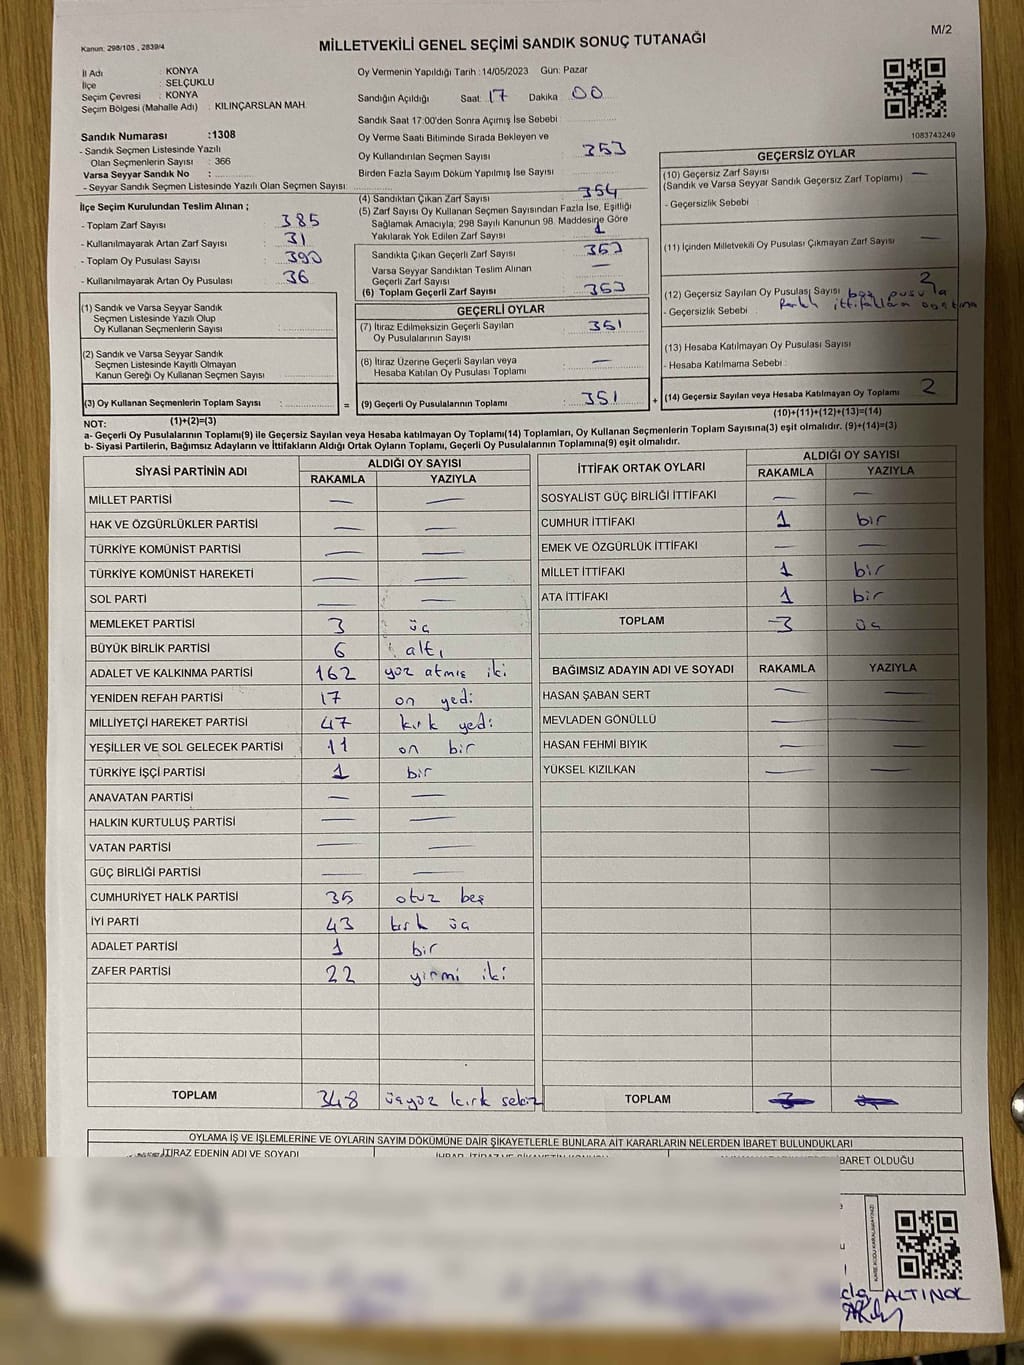 M/2
Kanun: 298/105 , 2839/4
MİLLETVEKİLİ GENEL SEÇİMİ SANDIK SONUÇ TUTANAĞI
İl Adı : KONYA
İlçe : SELÇUKLU
Seçim Çevresi : KONYA
Seçim Bölgesi (Mahalle Adı) : KILINÇARSLAN MAH.
Sandık Numarası :1308
- Sandık Seçmen Listesinde Yazılı
Olan Seçmenlerin Sayısı : 366
Varsa Seyyar Sandık No :
- Seyyar Sandık Seçmen Listesinde Yazılı Olan Seçmen Sayısı:
İlçe Seçim Kurulundan Teslim Alınan ;
- Toplam Zarf Sayısı : 385
- Kullanılmayarak Artan Zarf Sayısı : 31
- Toplam Oy Pusulası Sayısı : 390
- Kullanılmayarak Artan Oy Pusulası : 36
(1) Sandık ve Varsa Seyyar Sandık
Seçmen Listesinde Yazılı Olup
Oy Kullanan Seçmenlerin Sayısı :
(2) Sandık ve Varsa Seyyar Sandık
Seçmen Listesinde Kayıtlı Olmayan
Kanun Gereği Oy Kullanan Seçmen Sayısı :
(3) Oy Kullanan Seçmenlerin Toplam Sayısı :
(1)+(2)=(3)
Oy Vermenin Yapıldığı Tarih : 14/05/2023 Gün: Pazar
Sandığın Açıldığı Saat: 17 Dakika 00
Sandık Saat 17:00'den Sonra Açımış İse Sebebi :
Oy Verme Saati Bitiminde Sırada Bekleyen ve
Oy Kullandırılan Seçmen Sayısı : 353
Birden Fazla Sayım Döküm Yapılmış İse Sayısı :
(4) Sandıktan Çıkan Zarf Sayısı : 354
(5) Zarf Sayısı Oy Kullanan Seçmen Sayısından Fazla İse, Eşitliği
Sağlamak Amacıyla; 298 Sayılı Kanunun 98. Maddesine Göre
Yakılarak Yok Edilen Zarf Sayısı : 1
Sandıkta Çıkan Geçerli Zarf Sayısı : 353
Varsa Seyyar Sandıktan Teslim Alınan
Geçerli Zarf Sayısı : —
(6) Toplam Geçerli Zarf Sayısı : 353
GEÇERLİ OYLAR
(7) İtiraz Edilmeksizin Geçerli Sayılan
Oy Pusulalarının Sayısı : 351
(8) İtiraz Üzerine Geçerli Sayılan veya
Hesaba Katılan Oy Pusulası Toplamı : —
= (9) Geçerli Oy Pusulalarının Toplamı : 351 +
1083743249
GEÇERSİZ OYLAR
(10) Geçersiz Zarf Sayısı : —
(Sandık ve Varsa Seyyar Sandık Geçersiz Zarf Toplamı)
- Geçersizlik Sebebi :
(11) İçinden Milletvekili Oy Pusulası Çıkmayan Zarf Sayısı : —
(12) Geçersiz Sayılan Oy Pusulası Sayısı : 2
- Geçersizlik Sebebi : boş pusula
Farklı ittifaklara
(13) Hesaba Katılmayan Oy Pusulası Sayısı
- Hesaba Katılmama Sebebi :
(14) Geçersiz Sayılan veya Hesaba Katılmayan Oy Toplamı : 2
(10)+(11)+(12)+(13)=(14)
NOT:
a- Geçerli Oy Pusulalarının Toplamı(9) ile Geçersiz Sayılan veya Hesaba katılmayan Oy Toplamı(14) Toplamları, Oy Kullanan Seçmenlerin Toplam Sayısına(3) eşit olmalıdır. (9)+(14)=(3)
b- Siyasi Partilerin, Bağımsız Adayların ve İttifakların Aldığı Ortak Oyların Toplamı, Geçerli Oy Pusulalarının Toplamına(9) eşit olmalıdır.
SİYASİ PARTİNİN ADI ALDIĞI OY SAYISI
RAKAMLA YAZIYLA
MİLLET PARTİSİ — —
HAK VE ÖZGÜRLÜKLER PARTİSİ — —
TÜRKİYE KOMÜNİST PARTİSİ — —
TÜRKİYE KOMÜNİST HAREKETİ — —
SOL PARTİ — —
MEMLEKET PARTİSİ 3 üç
BÜYÜK BİRLİK PARTİSİ 6 altı
ADALET VE KALKINMA PARTİSİ 162 yüz atmış iki
YENİDEN REFAH PARTİSİ 17 on yedi
MİLLİYETÇİ HAREKET PARTİSİ 47 kırk yedi
YEŞİLLER VE SOL GELECEK PARTİSİ 11 on bir
TÜRKİYE İŞÇİ PARTİSİ 1 bir
ANAVATAN PARTİSİ — —
HALKIN KURTULUŞ PARTİSİ — —
VATAN PARTİSİ — —
GÜÇ BİRLİĞİ PARTİSİ — —
CUMHURİYET HALK PARTİSİ 35 otuz beş
İYİ PARTİ 43 kırk üç
ADALET PARTİSİ 1 bir
ZAFER PARTİSİ 22 yirmi iki
TOPLAM 348 üçyüz kırk sekiz
İTTİFAK ORTAK OYLARI ALDIĞI OY SAYISI
RAKAMLA YAZIYLA
SOSYALİST GÜÇ BİRLİĞİ İTTİFAKI — —
CUMHUR İTTİFAKI 1 bir
EMEK VE ÖZGÜRLÜK İTTİFAKI — —
MİLLET İTTİFAKI 1 bir
ATA İTTİFAKI 1 bir
TOPLAM 3 üç
BAĞIMSIZ ADAYIN ADI VE SOYADI RAKAMLA YAZIYLA
HASAN ŞABAN SERT — —
MEVLADEN GÖNÜLLÜ — —
HASAN FEHMİ BIYIK — —
YÜKSEL KIZILKAN — —
TOPLAM
OYLAMA İŞ VE İŞLEMLERİNE VE OYLARIN SAYIM DÖKÜMÜNE DAİR ŞİKAYETLERLE BUNLARA AİT KARARLARIN NELERDEN İBARET BULUNDUKLARI
İTİRAZ EDENİN ADI VE SOYADI
İBARET OLDUĞU
ALTINOK